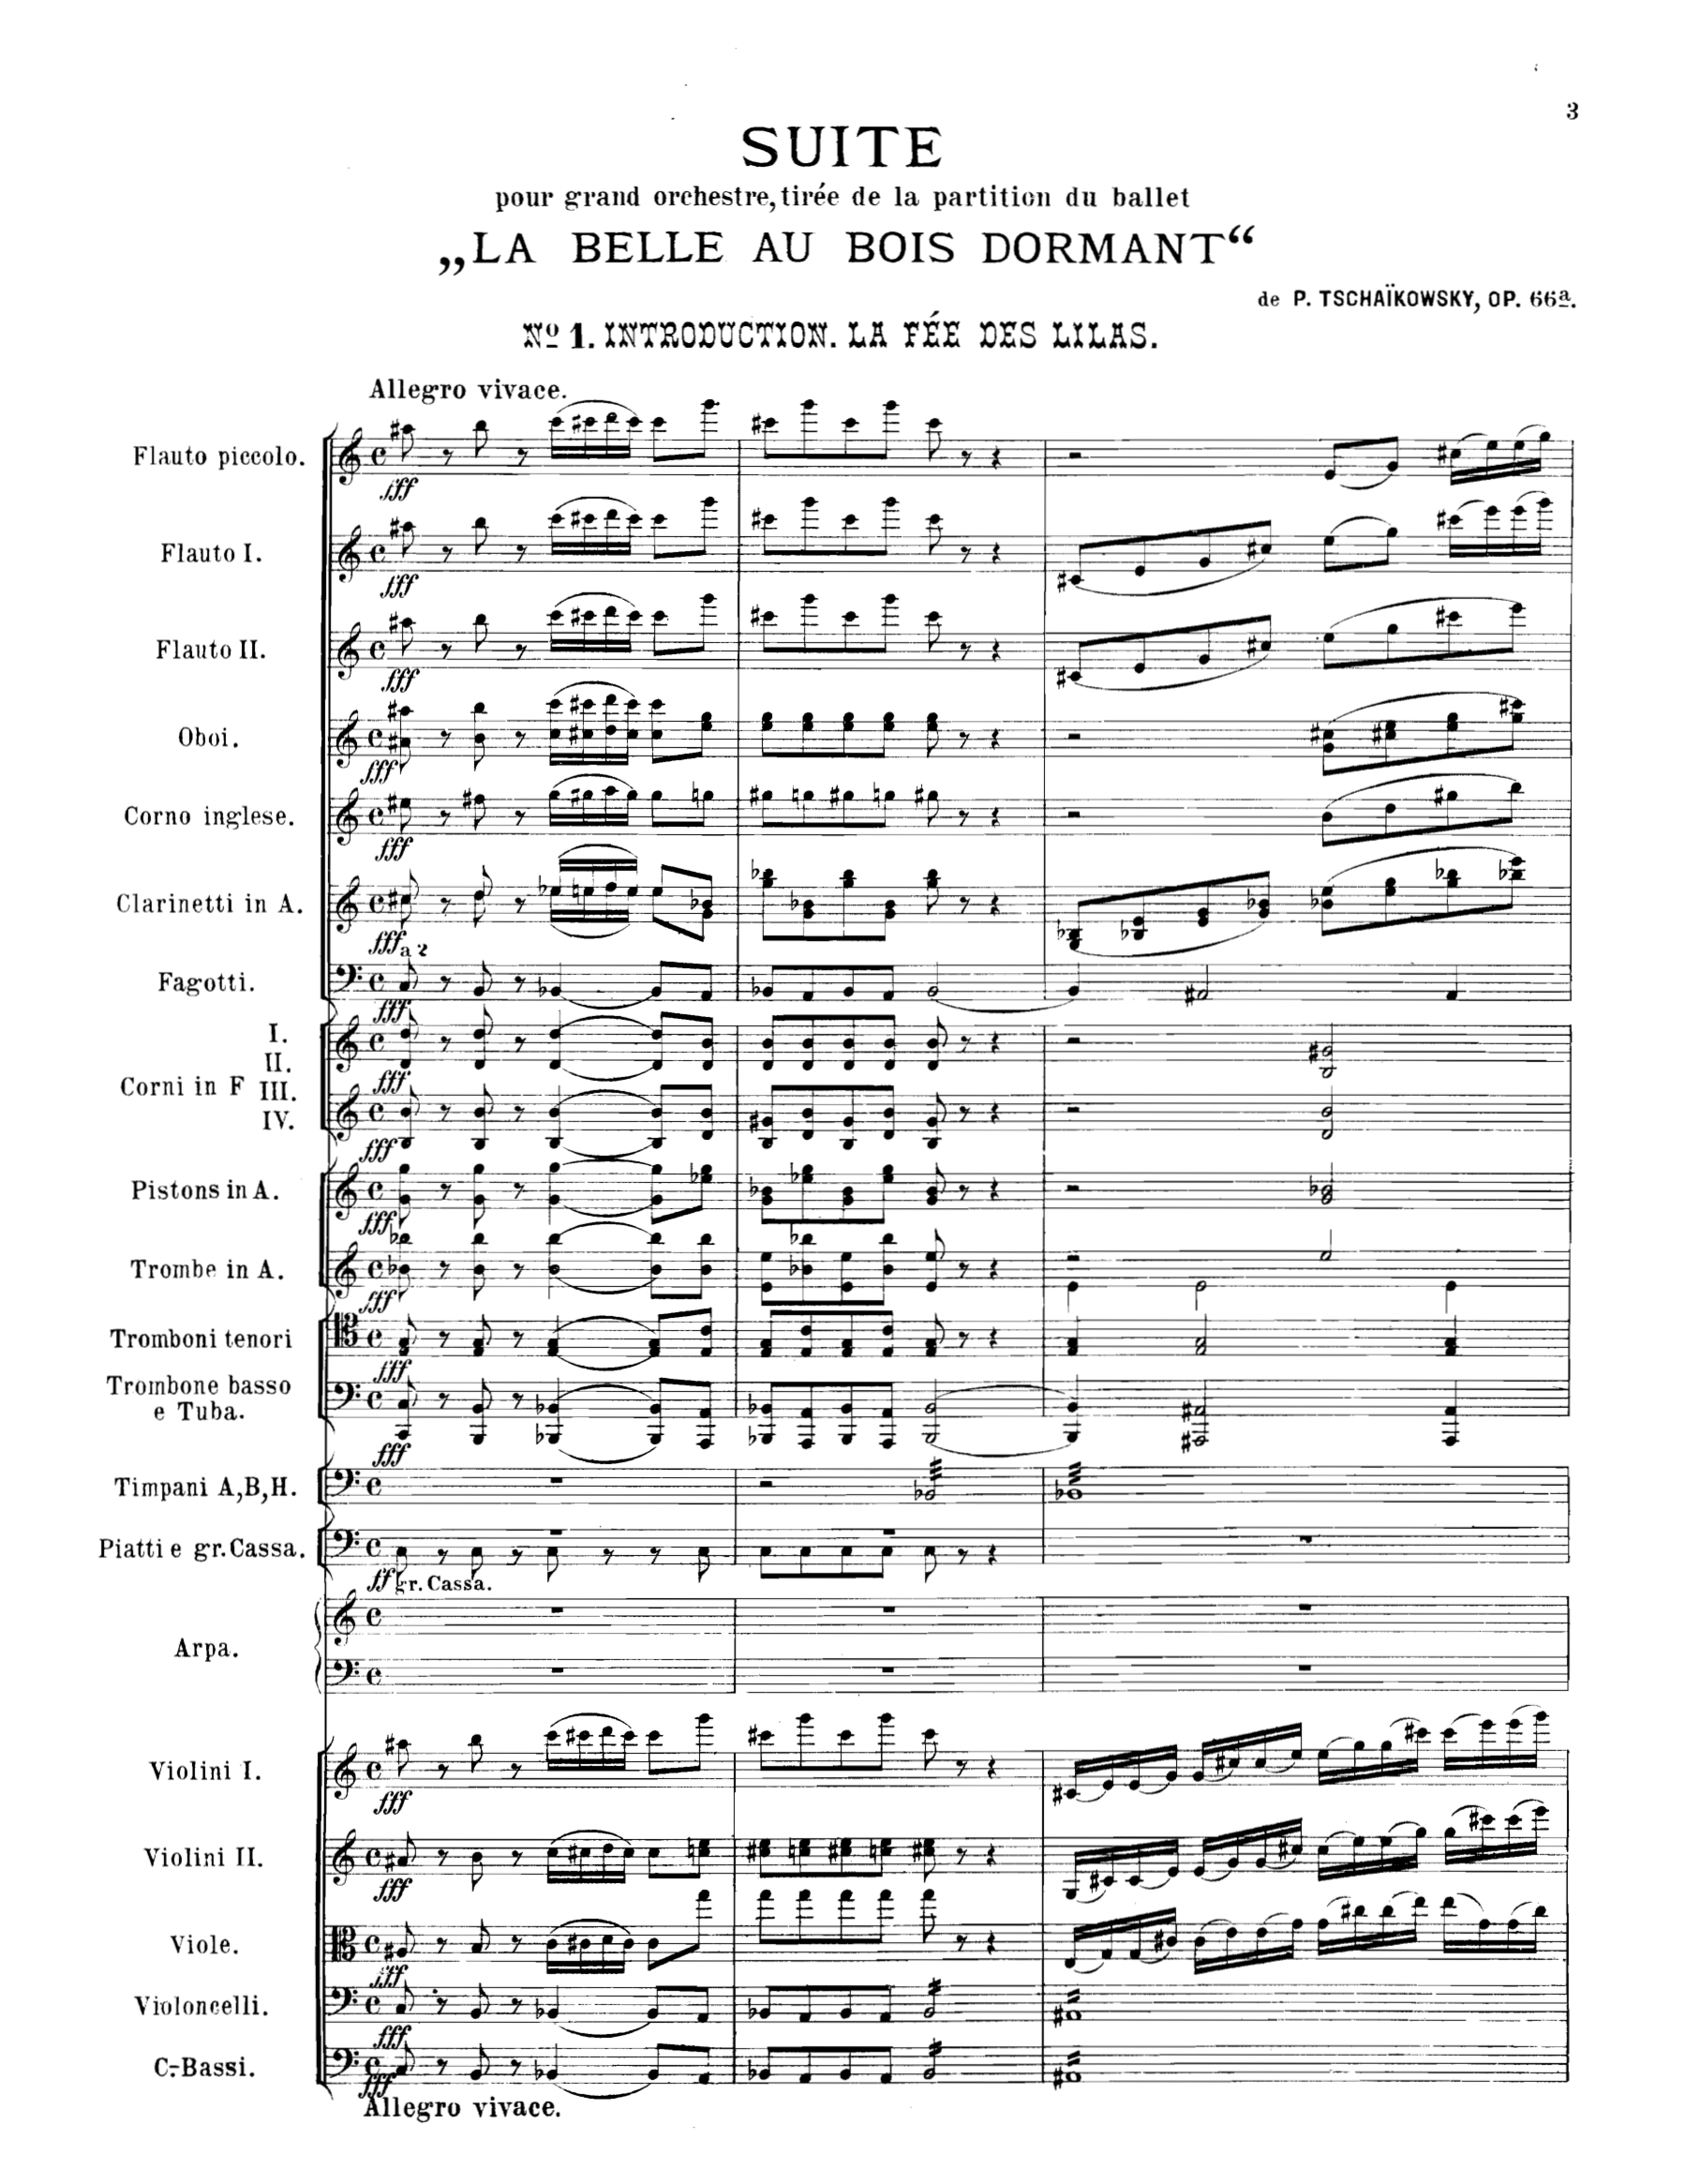 3
SUITE
pour grand orchestre, tirée de la partition du ballet
„LA BELLE AU BOIS DORMANT“
de P. TSCHAÏKOWSKY, OP. 66ª.
Nº 1. INTRODUCTION. LA FÉE DES LILAS.
Allegro vivace.
Flauto piccolo.
fff
Flauto I.
fff
Flauto II.
fff
Oboi.
fff
Corno inglese.
fff
Clarinetti in A.
fff a 2
Fagotti.
fff
I.
II.
Corni in F
fff
III.
IV.
fff
Pistons in A.
fff
Trombe in A.
fff
Tromboni tenori
fff
Trombone basso
e Tuba.
fff
Timpani A, B, H.
Piatti e gr. Cassa.
ff gr. Cassa.
Arpa.
Violini I.
fff
Violini II.
fff
Viole.
fff
Violoncelli.
fff
C.-Bassi.
fff
Allegro vivace.